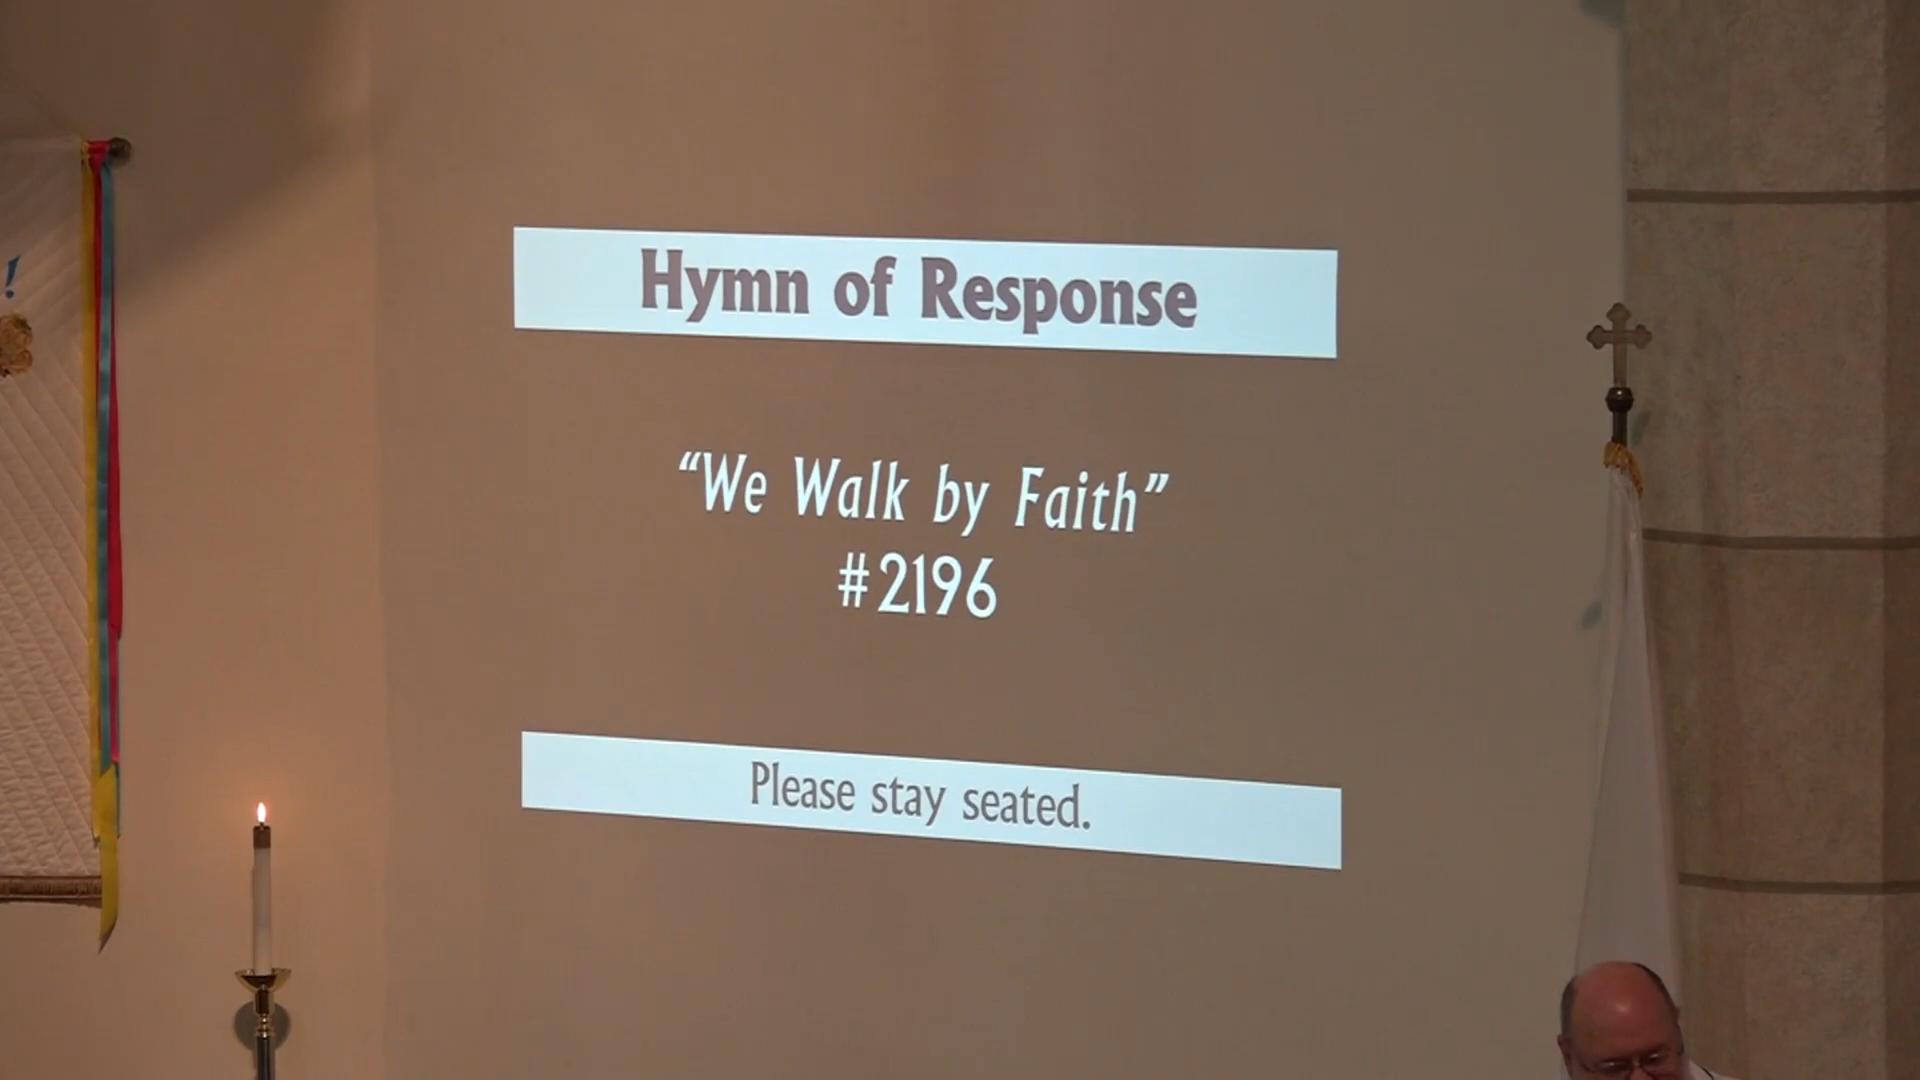 Hymn of Response
“We Walk by Faith”
#2196
Please stay seated.
!